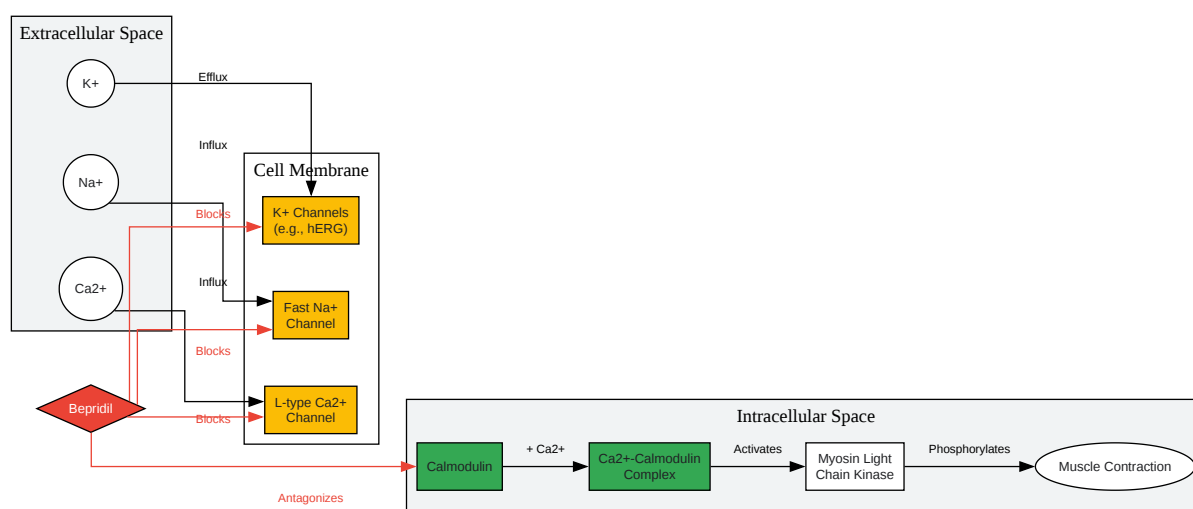 Extracellular Space
K+
Efflux
Influx
Cell Membrane
Na+
K+ Channels
(e.g., hERG)
Blocks
Ca2+
Influx
Fast Na+
Channel
Blocks
Bepridil
L-type Ca2+
Channel
Blocks
Intracellular Space
Calmodulin
+ Ca2+
Ca2+-Calmodulin
Complex
Activates
Myosin Light
Chain Kinase
Phosphorylates
Muscle Contraction
Antagonizes